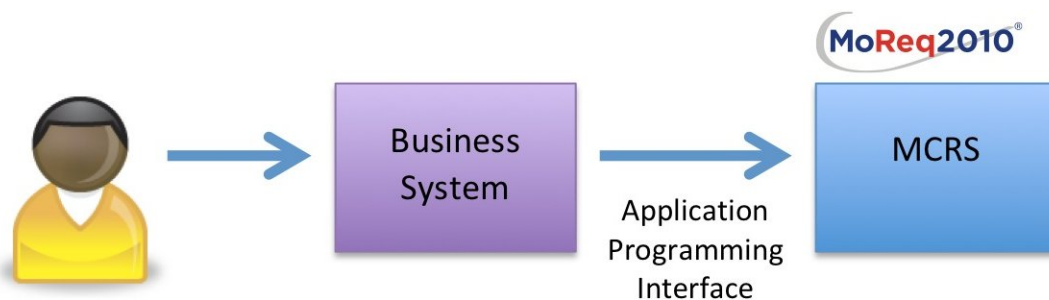 MoReq2010®
Business
System
MCRS
Application
Programming
Interface